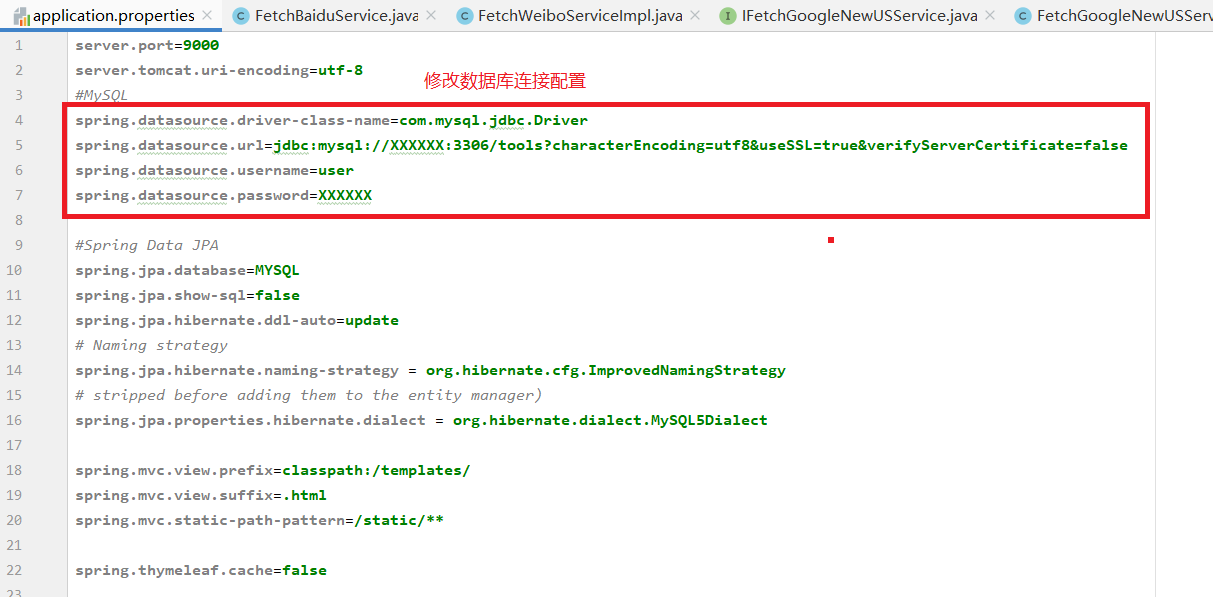 application.properties FetchBaiduService.java FetchWeiboServiceImpl.java IFetchGoogleNewUSService.java FetchGoogleNewUSServ
1 server.port=9000
2 server.tomcat.uri-encoding=utf-8
修改数据库连接配置
3 #MySQL
4 spring.datasource.driver-class-name=com.mysql.jdbc.Driver
5 spring.datasource.url=jdbc:mysql://XXXXXX:3306/tools?characterEncoding=utf8&useSSL=true&verifyServerCertificate=false
6 spring.datasource.username=user
7 spring.datasource.password=XXXXXX
8
9 #Spring Data JPA
10 spring.jpa.database=MYSQL
11 spring.jpa.show-sql=false
12 spring.jpa.hibernate.ddl-auto=update
13 # Naming strategy
14 spring.jpa.hibernate.naming-strategy = org.hibernate.cfg.ImprovedNamingStrategy
15 # stripped before adding them to the entity manager)
16 spring.jpa.properties.hibernate.dialect = org.hibernate.dialect.MySQL5Dialect
17
18 spring.mvc.view.prefix=classpath:/templates/
19 spring.mvc.view.suffix=.html
20 spring.mvc.static-path-pattern=/static/**
21
22 spring.thymeleaf.cache=false
23